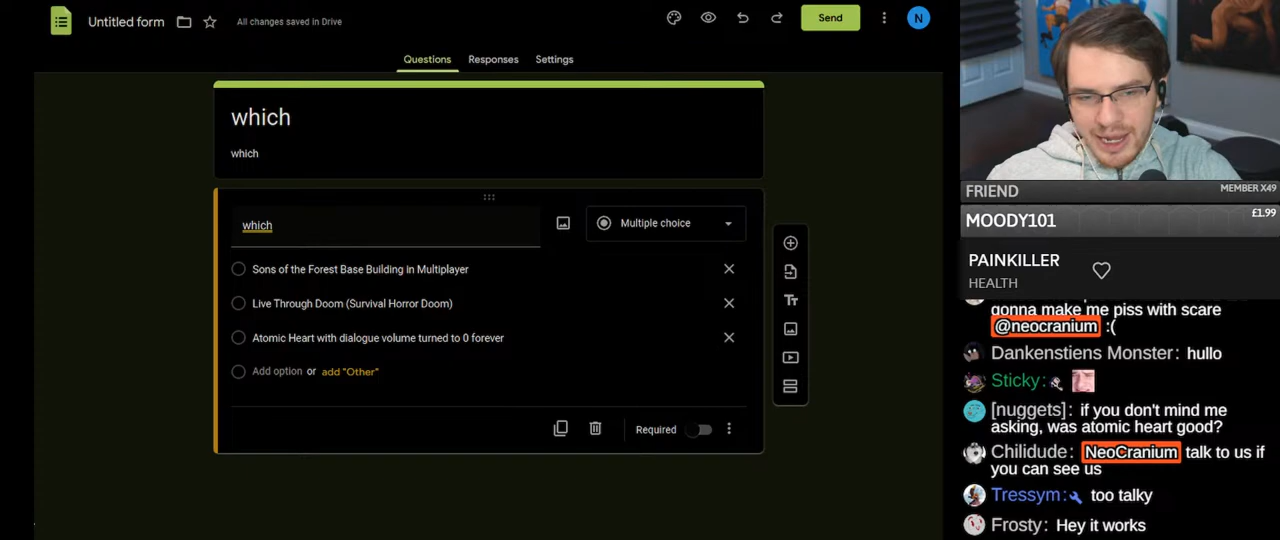 Untitled form
All changes saved in Drive
Send
N
Questions
Responses
Settings
which
which
which
Multiple choice
Sons of the Forest Base Building in Multiplayer
Live Through Doom (Survival Horror Doom)
Atomic Heart with dialogue volume turned to 0 forever
Add option or add "Other"
Required
FRIEND
MEMBER X49
MOODY101
£1.99
PAINKILLER
HEALTH
gonna make me piss with scare
@neocranium :(
Dankenstiens Monster: hullo
Sticky:
[nuggets]: if you don't mind me
asking, was atomic heart good?
Chilidude: NeoCranium talk to us if
you can see us
Tressym: too talky
Frosty: Hey it works